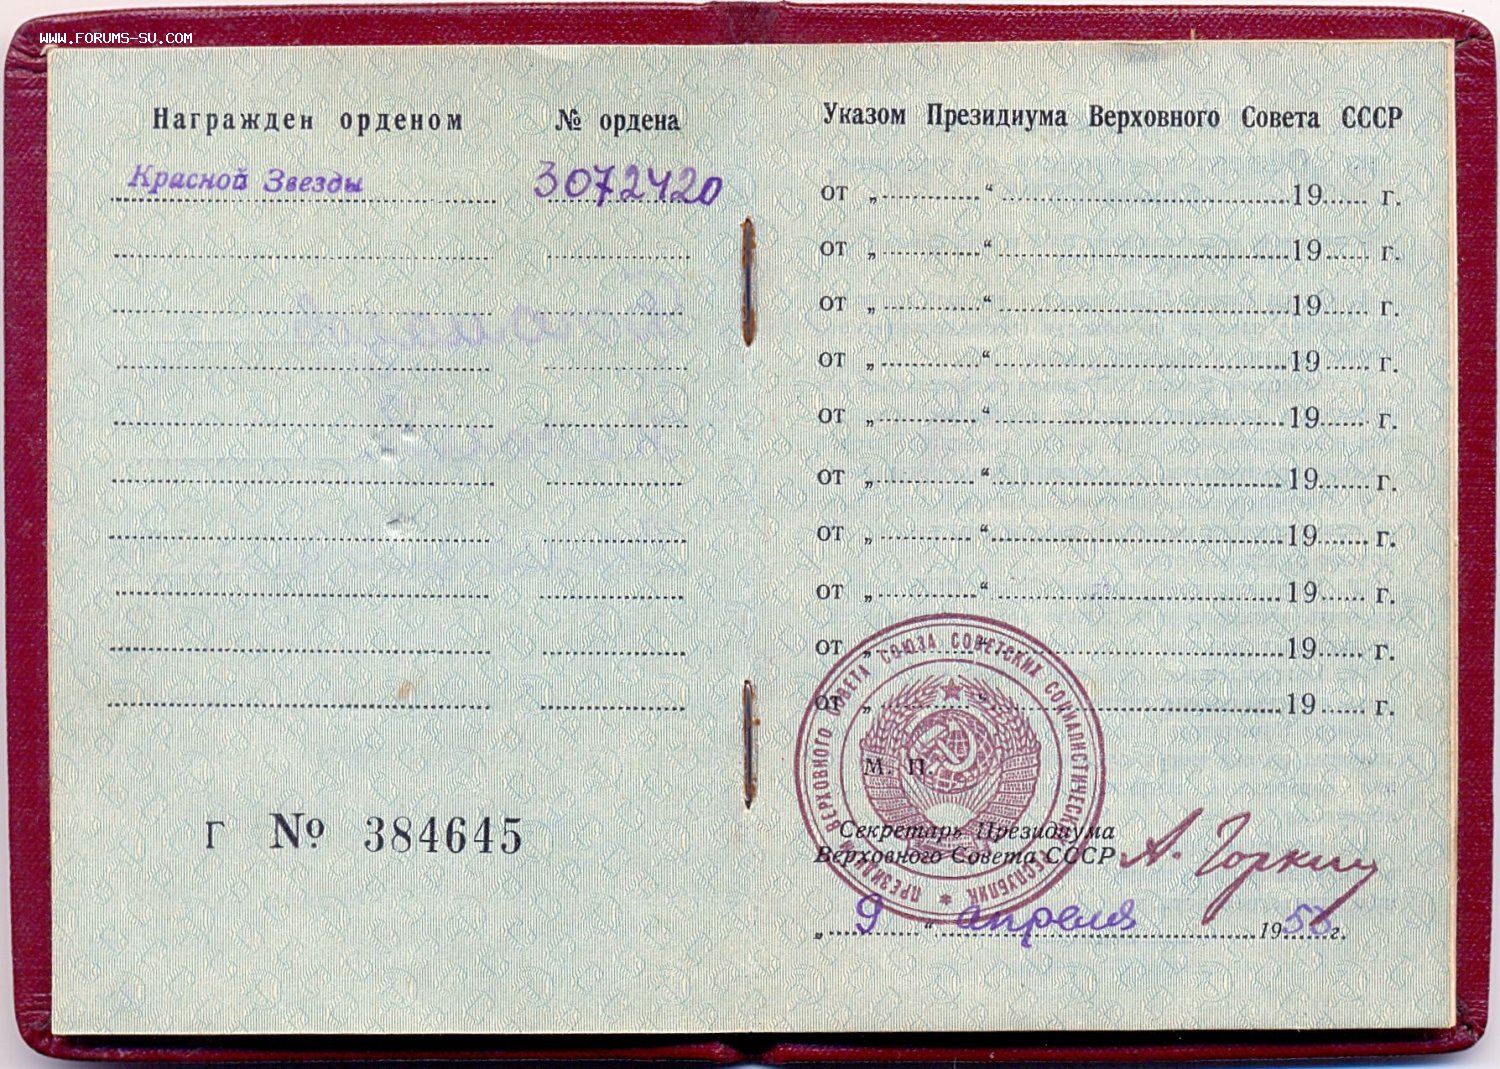 WWW.FORUMS-SU.COM
Награжден орденом № ордена
Красной Звезды 3072420
Г № 384645
Указом Президиума Верховного Совета СССР
от „ “ 19 г.
от „ “ 19 г.
от „ “ 19 г.
от „ “ 19 г.
от „ “ 19 г.
от „ “ 19 г.
от „ “ 19 г.
от „ “ 19 г.
от „ “ 19 г.
от „ “ 19 г.
ПРЕЗИДИУМ ВЕРХОВНОГО СОВЕТА СОЮЗА СОВЕТСКИХ СОЦИАЛИСТИЧЕСКИХ РЕСПУБЛИК
М. П.
Секретарь Президиума
Верховного Совета СССР А. Горкин
„ 9 “ апреля 19 г.